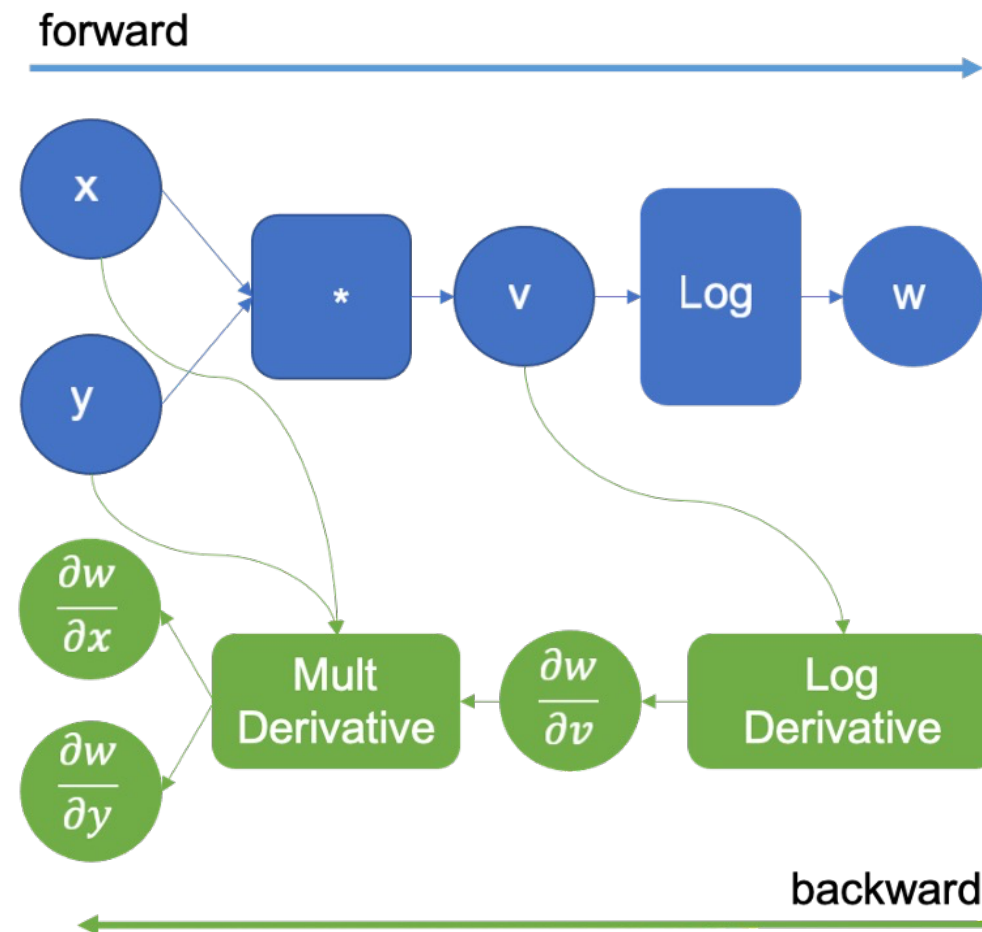 forward
x
*
v
Log
w
y
∂w
∂x
Mult
Derivative
∂w
∂v
Log
Derivative
∂w
∂y
backward